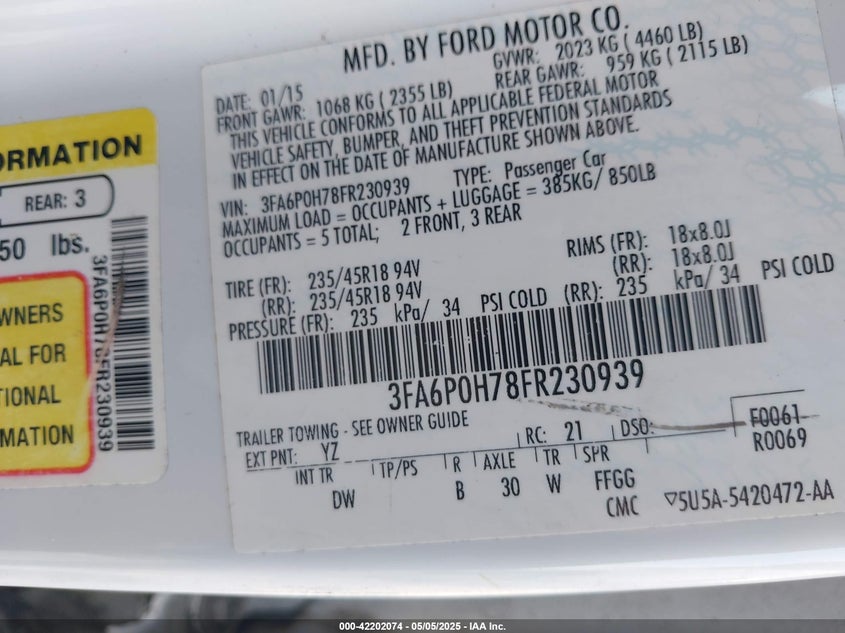 MFD. BY FORD MOTOR CO.
DATE: 01/15 GVWR: 2023 KG ( 4460 LB)
FRONT GAWR: 1068 KG ( 2355 LB) REAR GAWR: 959 KG ( 2115 LB)
THIS VEHICLE CONFORMS TO ALL APPLICABLE FEDERAL MOTOR
VEHICLE SAFETY, BUMPER, AND THEFT PREVENTION STANDARDS
IN EFFECT ON THE DATE OF MANUFACTURE SHOWN ABOVE.
VIN: 3FA6P0H78FR230939 TYPE: Passenger Car
MAXIMUM LOAD = OCCUPANTS + LUGGAGE = 385KG/ 850LB
OCCUPANTS = 5 TOTAL; 2 FRONT, 3 REAR
TIRE (FR): 235/45R18 94V RIMS (FR): 18x8.0J
(RR): 235/45R18 94V (RR): 18x8.0J
PRESSURE (FR): 235 kPa/ 34 PSI COLD (RR): 235 kPa/ 34 PSI COLD
3FA6P0H78FR230939
TRAILER TOWING - SEE OWNER GUIDE
EXT PNT: YZ RC: 21 DSO: F0061
R0069
INT TR TP/PS R AXLE TR SPR
DW B 30 W FFGG
CMC 5U5A-5420472-AA
ORMATION
REAR: 3
50 lbs.
3FA6P0H78FR230939
WNERS
AL FOR
TIONAL
RMATION
000-42202074 - 05/05/2025 - IAA Inc.